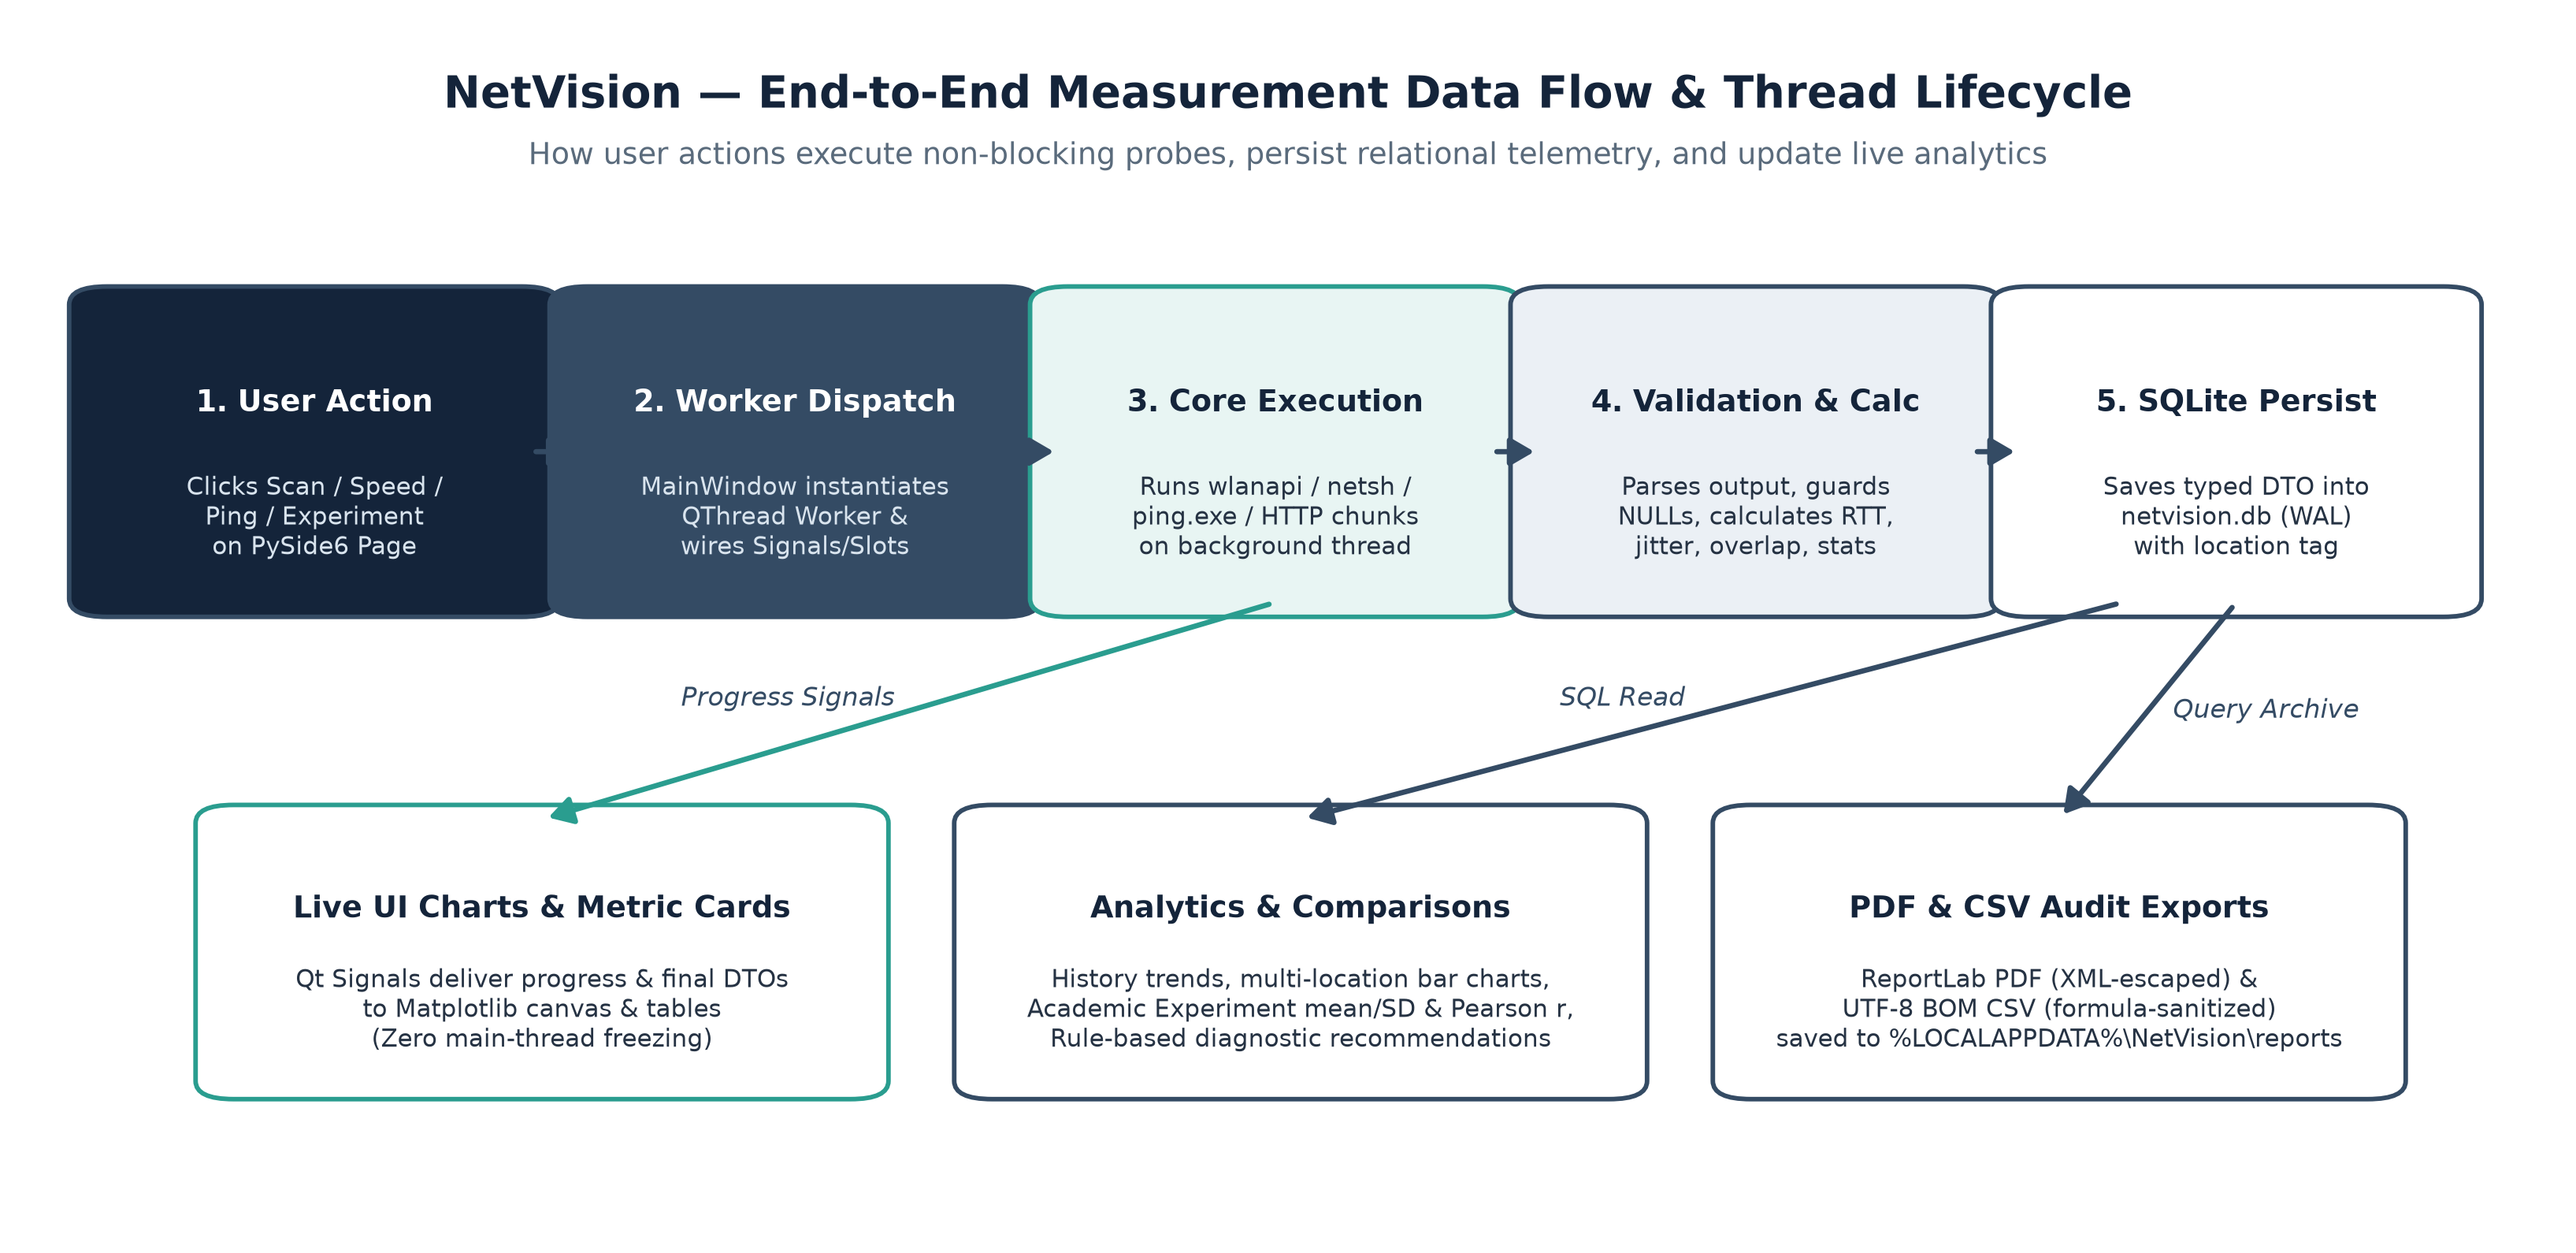 NetVision — End-to-End Measurement Data Flow & Thread Lifecycle
How user actions execute non-blocking probes, persist relational telemetry, and update live analytics
1. User Action
Clicks Scan / Speed /
Ping / Experiment
on PySide6 Page
2. Worker Dispatch
MainWindow instantiates
QThread Worker &
wires Signals/Slots
3. Core Execution
Runs wlanapi / netsh /
ping.exe / HTTP chunks
on background thread
4. Validation & Calc
Parses output, guards
NULLs, calculates RTT,
jitter, overlap, stats
5. SQLite Persist
Saves typed DTO into
netvision.db (WAL)
with location tag
Progress Signals
SQL Read
Query Archive
Live UI Charts & Metric Cards
Qt Signals deliver progress & final DTOs
to Matplotlib canvas & tables
(Zero main-thread freezing)
Analytics & Comparisons
History trends, multi-location bar charts,
Academic Experiment mean/SD & Pearson r,
Rule-based diagnostic recommendations
PDF & CSV Audit Exports
ReportLab PDF (XML-escaped) &
UTF-8 BOM CSV (formula-sanitized)
saved to %LOCALAPPDATA%\NetVision\reports